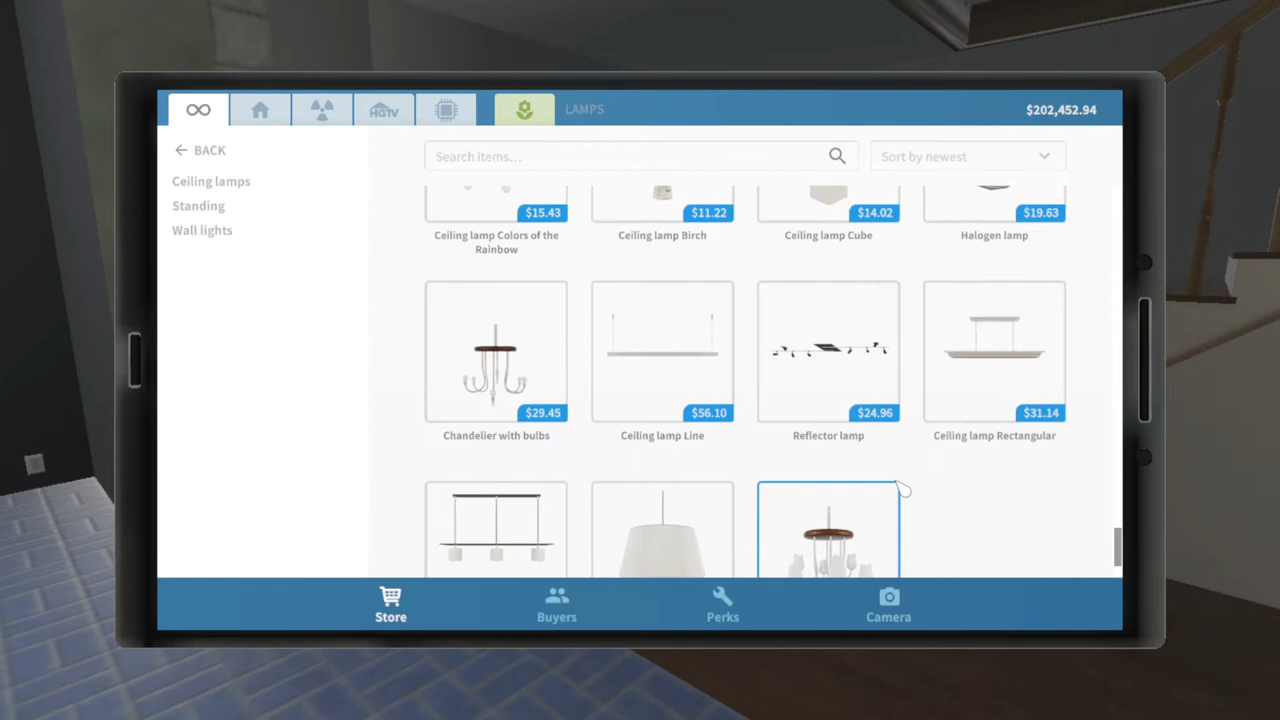 HGTV
LAMPS
$202,452.94
BACK
Search items...
Sort by newest
Ceiling lamps
Standing
Wall lights
$15.43
$11.22
$14.02
$19.63
Ceiling lamp Colors of the
Rainbow
Ceiling lamp Birch
Ceiling lamp Cube
Halogen lamp
$29.45
$56.10
$24.96
$31.14
Chandelier with bulbs
Ceiling lamp Line
Reflector lamp
Ceiling lamp Rectangular
Store
Buyers
Perks
Camera